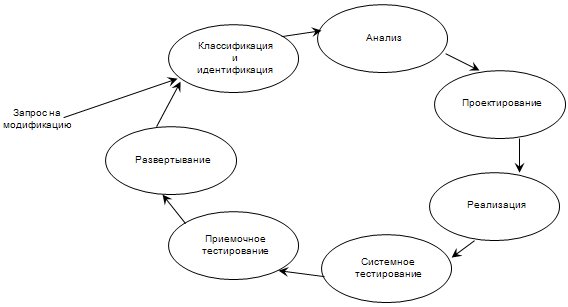 Классификация
и
идентификация
Анализ
Проектирование
Запрос на
модификацию
Развертывание
Реализация
Приемочное
тестирование
Системное
тестирование